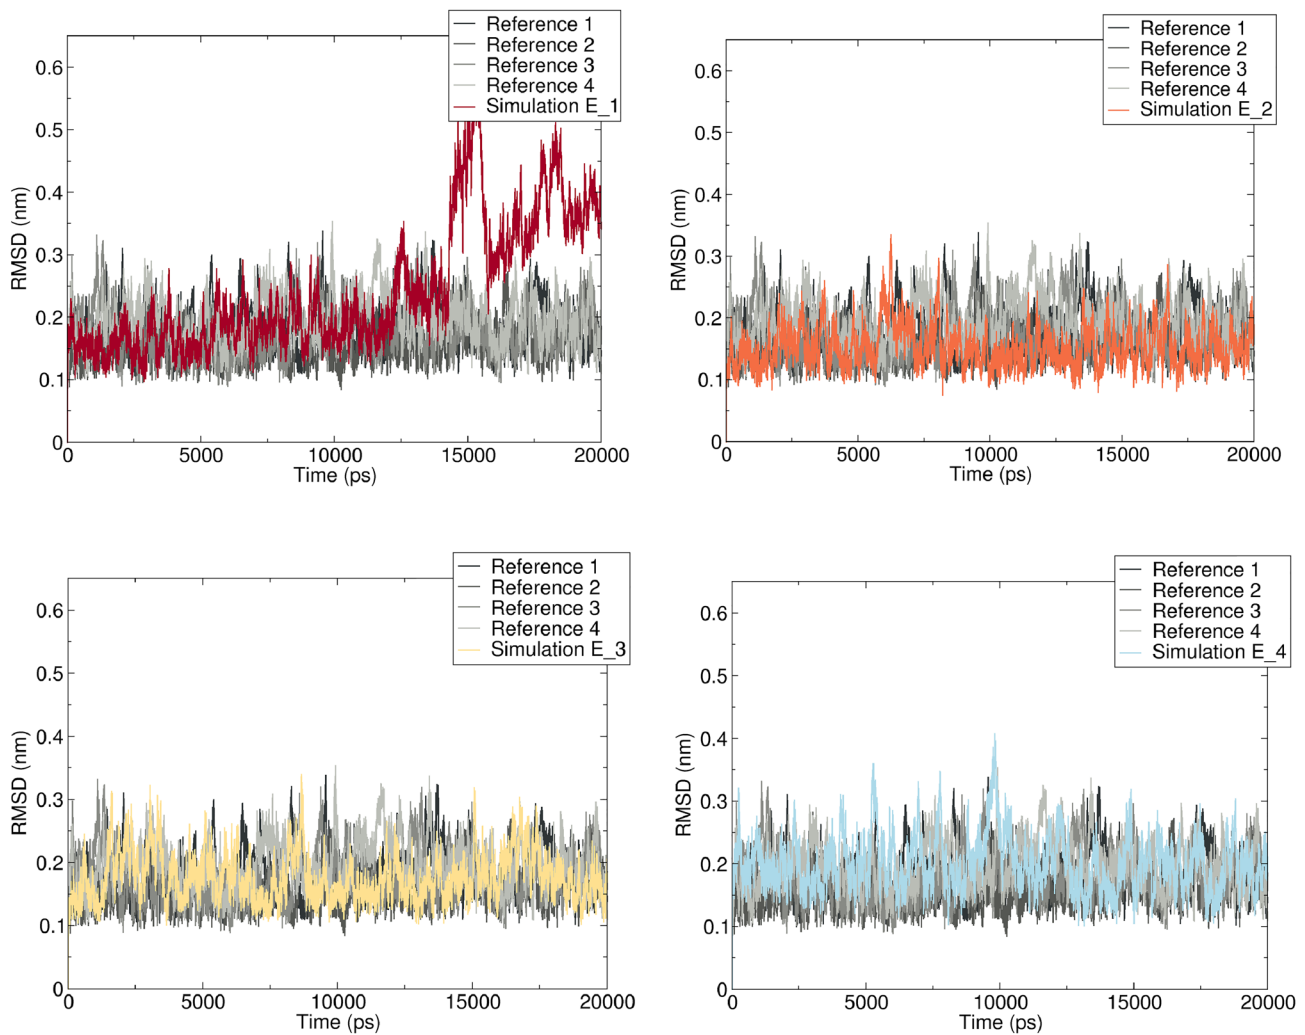 Reference 1
Reference 2
Reference 3
Reference 4
Simulation E_1
0.6
0.5
0.4
0.3
0.2
0.1
0
RMSD (nm)
0 5000 10000 15000 20000
Time (ps)
Reference 1
Reference 2
Reference 3
Reference 4
Simulation E_2
0.6
0.5
0.4
0.3
0.2
0.1
0
RMSD (nm)
0 5000 10000 15000 20000
Time (ps)
Reference 1
Reference 2
Reference 3
Reference 4
Simulation E_3
0.6
0.5
0.4
0.3
0.2
0.1
0
RMSD (nm)
0 5000 10000 15000 20000
Time (ps)
Reference 1
Reference 2
Reference 3
Reference 4
Simulation E_4
0.6
0.5
0.4
0.3
0.2
0.1
0
RMSD (nm)
0 5000 10000 15000 20000
Time (ps)